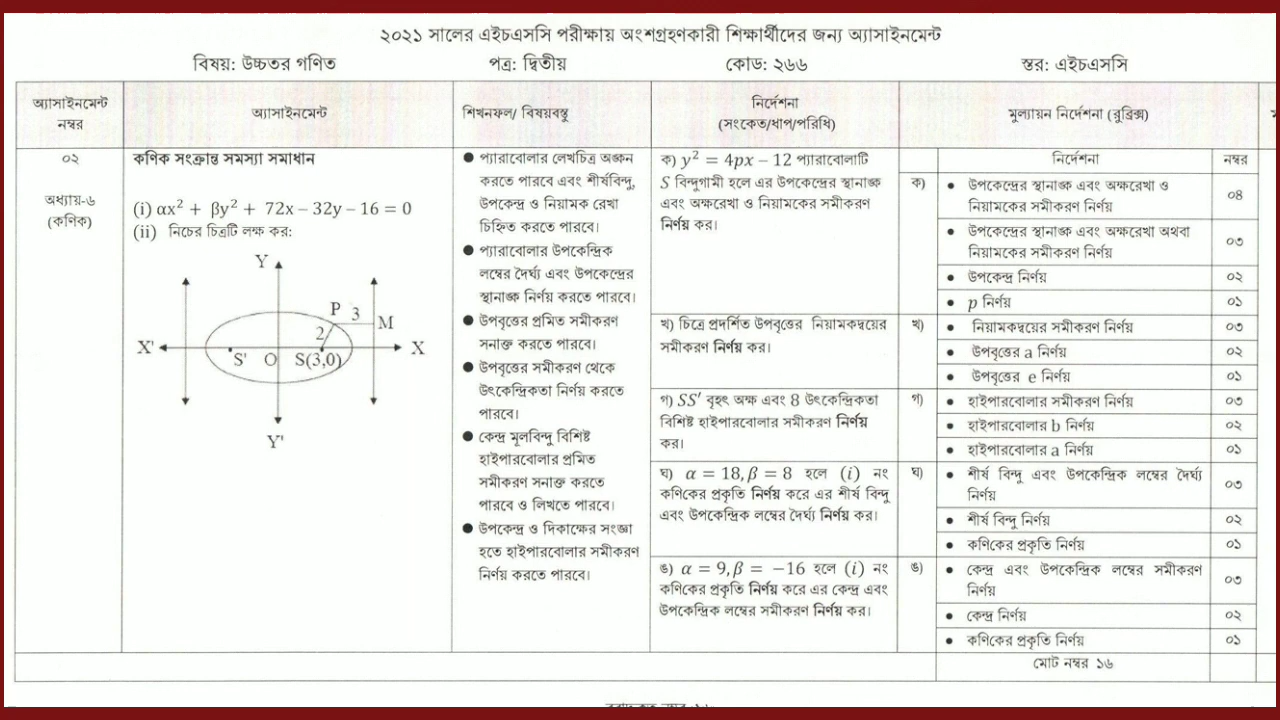 ২০২১ সালের এইচএসসি পরীক্ষায় অংশগ্রহণকারী শিক্ষার্থীদের জন্য অ্যাসাইনমেন্ট
বিষয়: উচ্চতর গণিত পত্র: দ্বিতীয় কোড: ২৬৬ স্তর: এইচএসসি
অ্যাসাইনমেন্ট
নম্বর
অ্যাসাইনমেন্ট
শিখনফল/ বিষয়বস্তু
নির্দেশনা
(সংকেত/ধাপ/পরিধি)
মূল্যায়ন নির্দেশনা (রুব্রিক্স)
০২
অধ্যায়-৬
(কণিক)
কণিক সংক্রান্ত সমস্যা সমাধান
(i) αx² + βy² + 72x – 32y – 16 = 0
(ii) নিচের চিত্রটি লক্ষ কর:
Y
P 3
M
2
X' S' O S(3,0) X
Y'
● প্যারাবোলার লেখচিত্র অঙ্কন
করতে পারবে এবং শীর্ষবিন্দু,
উপকেন্দ্র ও নিয়ামক রেখা
চিহ্নিত করতে পারবে।
● প্যারাবোলার উপকেন্দ্রিক
লম্বের দৈর্ঘ্য এবং উপকেন্দ্রের
স্থানাঙ্ক নির্ণয় করতে পারবে।
● উপবৃত্তের প্রমিত সমীকরণ
সনাক্ত করতে পারবে।
● উপবৃত্তের সমীকরণ থেকে
উৎকেন্দ্রিকতা নির্ণয় করতে
পারবে।
● কেন্দ্র মূলবিন্দু বিশিষ্ট
হাইপারবোলার প্রমিত
সমীকরণ সনাক্ত করতে
পারবে ও লিখতে পারবে।
● উপকেন্দ্র ও দিকাক্ষের সংজ্ঞা
হতে হাইপারবোলার সমীকরণ
নির্ণয় করতে পারবে।
ক) y² = 4px – 12 প্যারাবোলাটি
S বিন্দুগামী হলে এর উপকেন্দ্রের স্থানাঙ্ক
এবং অক্ষরেখা ও নিয়ামকের সমীকরণ
নির্ণয় কর।
খ) চিত্রে প্রদর্শিত উপবৃত্তের নিয়ামকদ্বয়ের
সমীকরণ নির্ণয় কর।
গ) SS′ বৃহৎ অক্ষ এবং 8 উৎকেন্দ্রিকতা
বিশিষ্ট হাইপারবোলার সমীকরণ নির্ণয়
কর।
ঘ) α = 18, β = 8 হলে (i) নং
কণিকের প্রকৃতি নির্ণয় করে এর শীর্ষ বিন্দু
এবং উপকেন্দ্রিক লম্বের দৈর্ঘ্য নির্ণয় কর।
ঙ) α = 9, β = −16 হলে (i) নং
কণিকের প্রকৃতি নির্ণয় করে এর কেন্দ্র এবং
উপকেন্দ্রিক লম্বের সমীকরণ নির্ণয় কর।
নির্দেশনা নম্বর
ক) ● উপকেন্দ্রের স্থানাঙ্ক এবং অক্ষরেখা ও
নিয়ামকের সমীকরণ নির্ণয় ০৪
● উপকেন্দ্রের স্থানাঙ্ক এবং অক্ষরেখা অথবা
নিয়ামকের সমীকরণ নির্ণয় ০৩
● উপকেন্দ্র নির্ণয় ০২
● p নির্ণয় ০১
খ) ● নিয়ামকদ্বয়ের সমীকরণ নির্ণয় ০৩
● উপবৃত্তের a নির্ণয় ০২
● উপবৃত্তের e নির্ণয় ০১
গ) ● হাইপারবোলার সমীকরণ নির্ণয় ০৩
● হাইপারবোলার b নির্ণয় ০২
● হাইপারবোলার a নির্ণয় ০১
ঘ) ● শীর্ষ বিন্দু এবং উপকেন্দ্রিক লম্বের দৈর্ঘ্য
নির্ণয় ০৩
● শীর্ষ বিন্দু নির্ণয় ০২
● কণিকের প্রকৃতি নির্ণয় ০১
ঙ) ● কেন্দ্র এবং উপকেন্দ্রিক লম্বের সমীকরণ
নির্ণয় ০৩
● কেন্দ্র নির্ণয় ০২
● কণিকের প্রকৃতি নির্ণয় ০১
মোট নম্বর ১৬